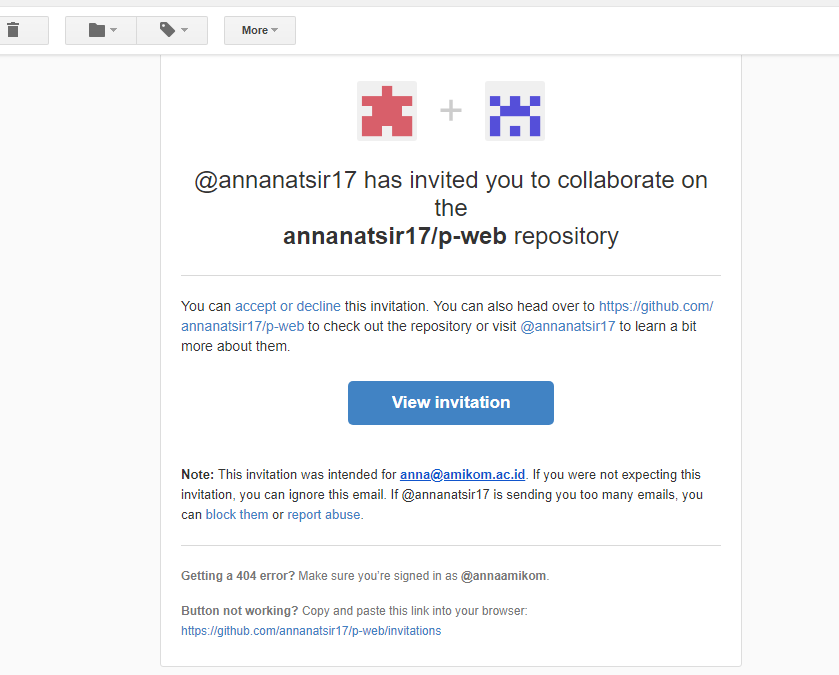 More
@annanatsir17 has invited you to collaborate on
the
annanatsir17/p-web repository
You can accept or decline this invitation. You can also head over to https://github.com/
annanatsir17/p-web to check out the repository or visit @annanatsir17 to learn a bit
more about them.
View invitation
Note: This invitation was intended for anna@amikom.ac.id. If you were not expecting this
invitation, you can ignore this email. If @annanatsir17 is sending you too many emails, you
can block them or report abuse.
Getting a 404 error? Make sure you’re signed in as @annaamikom.
Button not working? Copy and paste this link into your browser:
https://github.com/annanatsir17/p-web/invitations